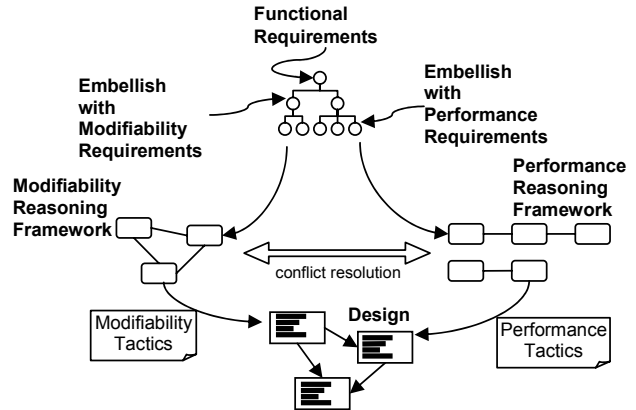 Functional
Requirements
Embellish
with
Modifiability
Requirements
Embellish
with
Performance
Requirements
Modifiability
Reasoning
Framework
Performance
Reasoning
Framework
conflict resolution
Modifiability
Tactics
Design
Performance
Tactics